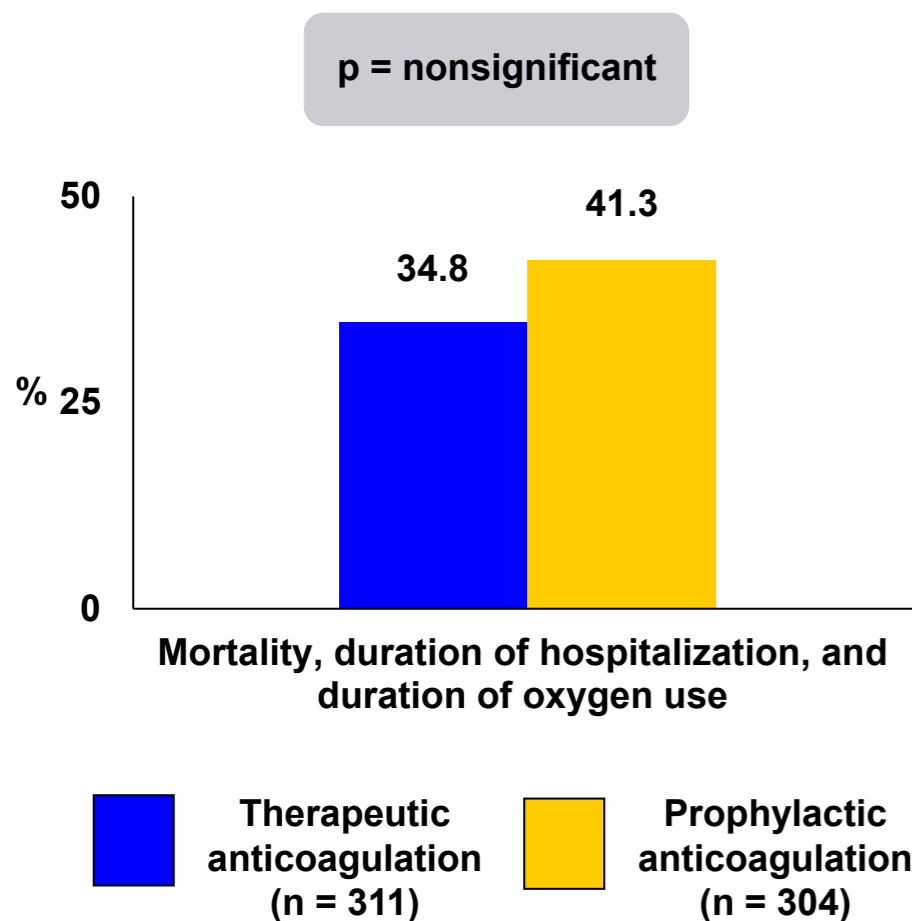 p = nonsignificant
50
41.3
34.8
% 25
0
Mortality, duration of hospitalization, and
duration of oxygen use
Therapeutic
anticoagulation
(n = 311)
Prophylactic
anticoagulation
(n = 304)